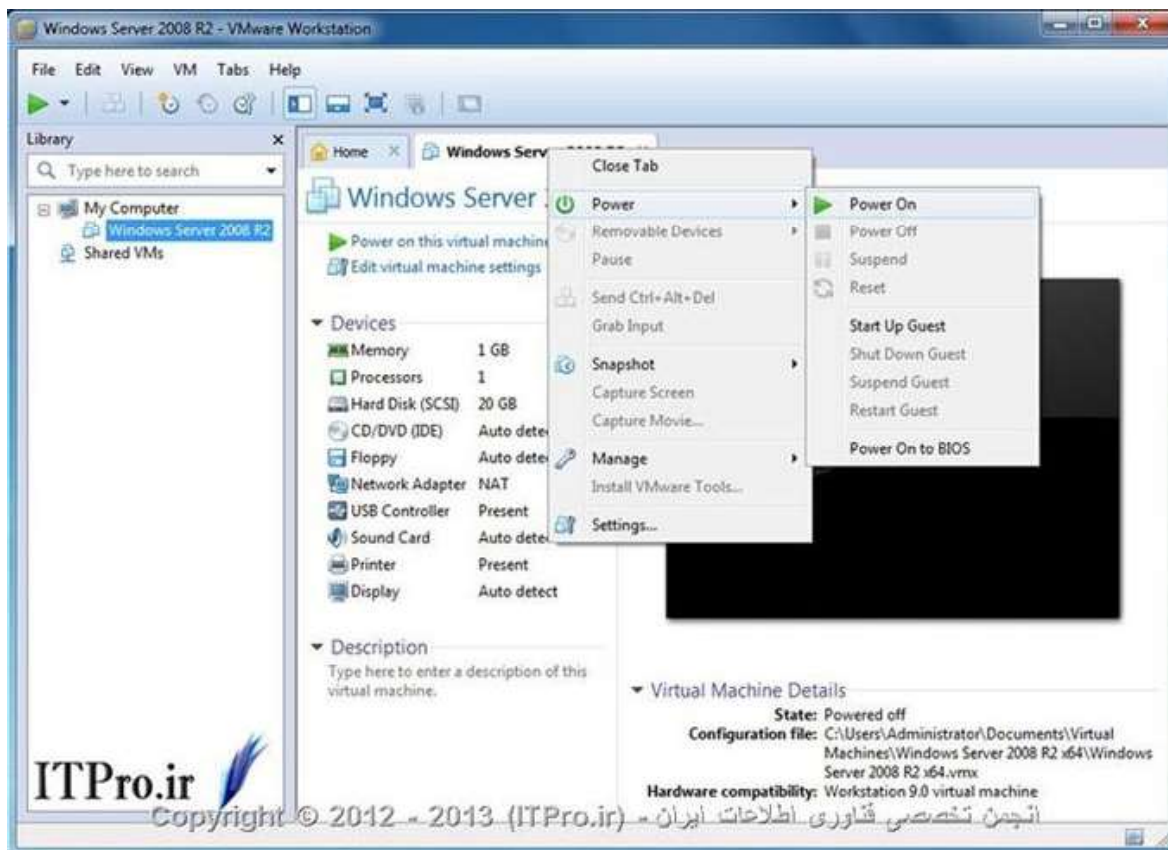 Windows Server 2008 R2 - VMware Workstation
File Edit View VM Tabs Help
Library
Type here to search
My Computer
Windows Server 2008 R2
Shared VMs
Home
Windows Serv
Windows Server
Power on this virtual machine
Edit virtual machine settings
Devices
Memory 1 GB
Processors 1
Hard Disk (SCSI) 20 GB
CD/DVD (IDE) Auto dete
Floppy Auto dete
Network Adapter NAT
USB Controller Present
Sound Card Auto dete
Printer Present
Display Auto detect
Description
Type here to enter a description of this
virtual machine.
Close Tab
Power
Removable Devices
Pause
Send Ctrl+Alt+Del
Grab Input
Snapshot
Capture Screen
Capture Movie...
Manage
Install VMware Tools...
Settings...
Power On
Power Off
Suspend
Reset
Start Up Guest
Shut Down Guest
Suspend Guest
Restart Guest
Power On to BIOS
Virtual Machine Details
State: Powered off
Configuration file: C:\Users\Administrator\Documents\Virtual
Machines\Windows Server 2008 R2 x64\Windows
Server 2008 R2 x64.vmx
Hardware compatibility: Workstation 9.0 virtual machine
ITPro.ir
Copyright © 2012 - 2013 (ITPro.ir) - انجمن تخصصی فناوری اطلاعات ایران